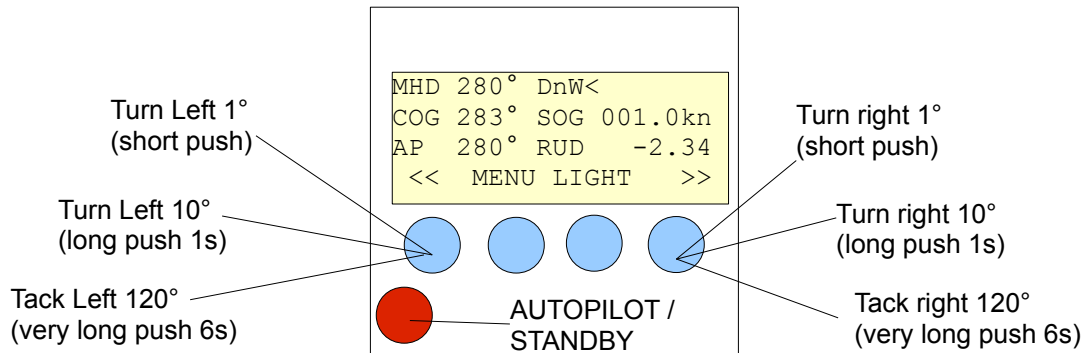 MHD 280° DnW<
COG 283° SOG 001.0kn
AP 280° RUD -2.34
<< MENU LIGHT >>
Turn Left 1°
(short push)
Turn Left 10°
(long push 1s)
Tack Left 120°
(very long push 6s)
Turn right 1°
(short push)
Turn right 10°
(long push 1s)
Tack right 120°
(very long push 6s)
AUTOPILOT /
STANDBY